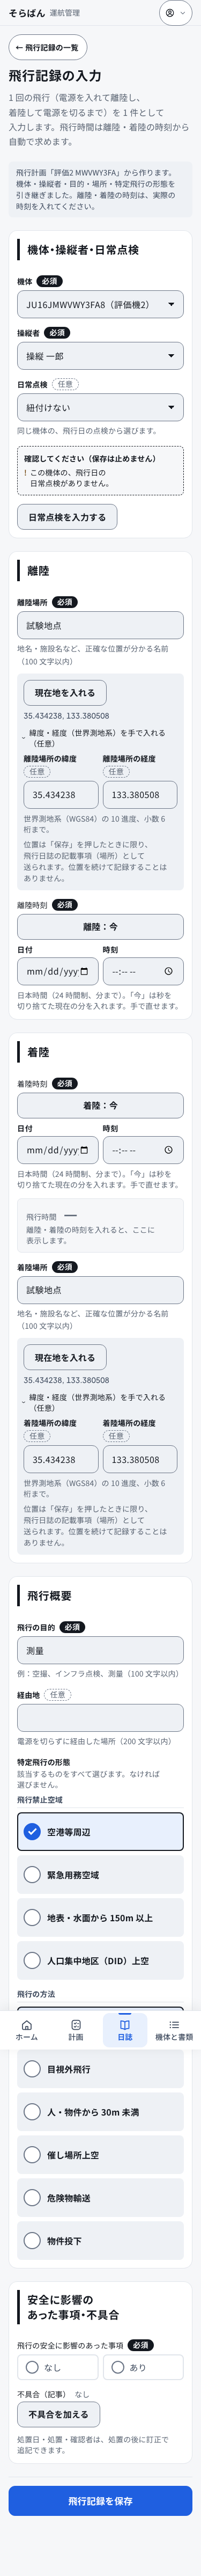 そらばん 運航管理
← 飛行記録の一覧
飛行記録の入力
1 回の飛行（電源を入れて離陸し、
着陸して電源を切るまで）を 1 件として
入力します。飛行時間は離陸・着陸の時刻から
自動で求めます。
飛行計画「評価2 MWVWY3FA」から作ります。
機体・操縦者・目的・場所・特定飛行の形態を
引き継ぎました。離陸・着陸の時刻は、実際の
時刻を入れてください。
機体・操縦者・日常点検
機体 必須
JU16JMWVWY3FA8（評価機2）
操縦者 必須
操縦 一郎
日常点検 任意
紐付けない
同じ機体の、飛行日の点検から選びます。
確認してください（保存は止めません）
! この機体の、飛行日の
日常点検がありません。
日常点検を入力する
離陸
離陸場所 必須
試験地点
地名・施設名など、正確な位置が分かる名前
（100 文字以内）
現在地を入れる
35.434238, 133.380508
緯度・経度（世界測地系）を手で入れる
（任意）
離陸場所の緯度 離陸場所の経度
任意 任意
35.434238 133.380508
世界測地系（WGS84）の 10 進度、小数 6
桁まで。
位置は「保存」を押したときに限り、
飛行日誌の記載事項（場所）として
送られます。位置を続けて記録することは
ありません。
離陸時刻 必須
離陸：今
日付 時刻
mm/dd/yyy --:-- --
日本時間（24 時間制、分まで）。「今」は秒を
切り捨てた現在の分を入れます。手で直せます。
着陸
着陸時刻 必須
着陸：今
日付 時刻
mm/dd/yyy --:-- --
日本時間（24 時間制、分まで）。「今」は秒を
切り捨てた現在の分を入れます。手で直せます。
飛行時間 —
離陸・着陸の時刻を入れると、ここに
表示します。
着陸場所 必須
試験地点
地名・施設名など、正確な位置が分かる名前
（100 文字以内）
現在地を入れる
35.434238, 133.380508
緯度・経度（世界測地系）を手で入れる
（任意）
着陸場所の緯度 着陸場所の経度
任意 任意
35.434238 133.380508
世界測地系（WGS84）の 10 進度、小数 6
桁まで。
位置は「保存」を押したときに限り、
飛行日誌の記載事項（場所）として
送られます。位置を続けて記録することは
ありません。
飛行概要
飛行の目的 必須
測量
例：空撮、インフラ点検、測量（100 文字以内）
経由地 任意
電源を切らずに経由した場所（200 文字以内）
特定飛行の形態
該当するものをすべて選びます。なければ
選びません。
飛行禁止空域
空港等周辺
緊急用務空域
地表・水面から 150m 以上
人口集中地区（DID）上空
飛行の方法
ホーム 計画 日誌 機体と書類
目視外飛行
人・物件から 30m 未満
催し場所上空
危険物輸送
物件投下
安全に影響の
あった事項・不具合
飛行の安全に影響のあった事項 必須
なし あり
不具合（記事） なし
不具合を加える
処置日・処置・確認者は、処置の後に訂正で
追記できます。
飛行記録を保存